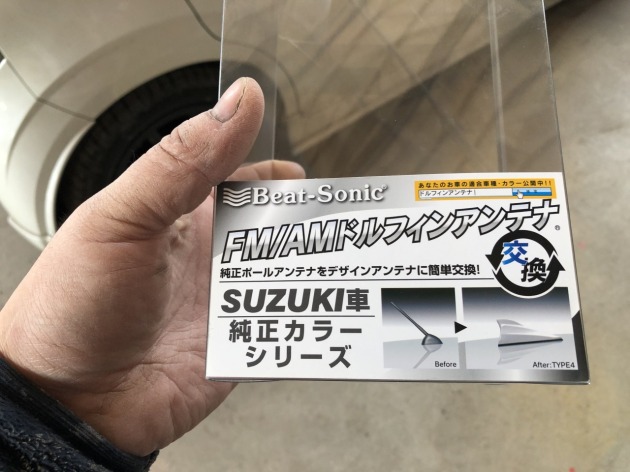 Beat-Sonic®
あなたのお車の適合車種・カラー公開中!!
ドルフィンアンテナ
FM/AMドルフィンアンテナ®
純正ポールアンテナをデザインアンテナに簡単交換!
交換
SUZUKI車
純正カラー
シリーズ
Before
After:TYPE4